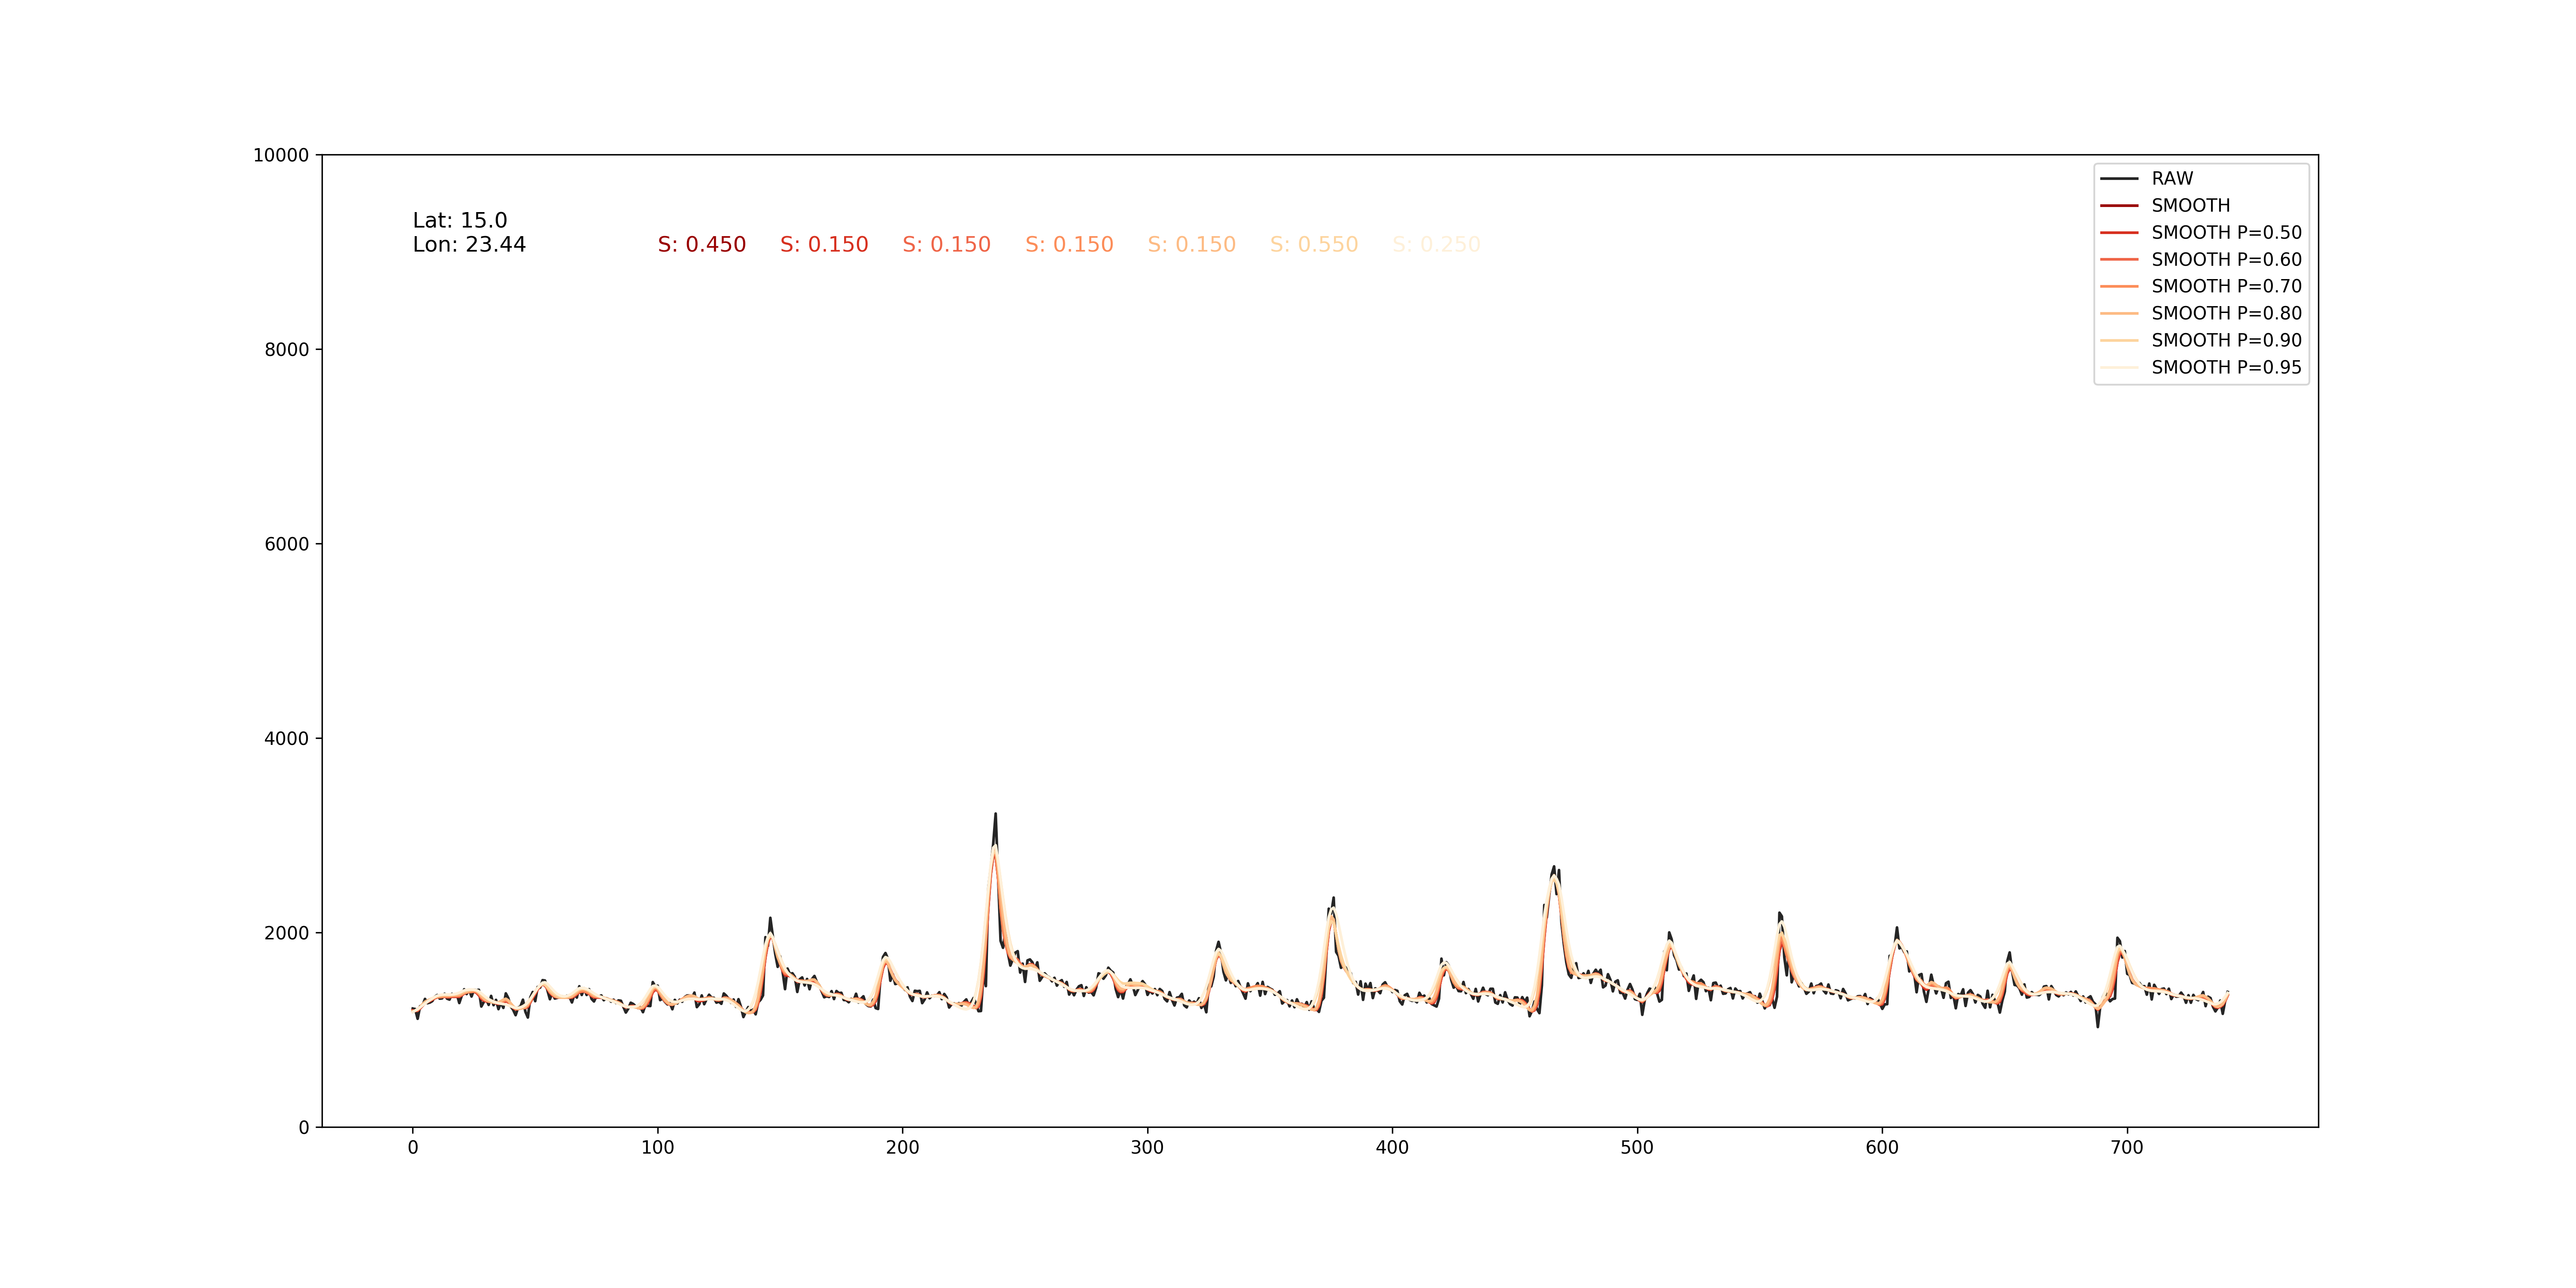 10000
8000
6000
4000
2000
0
Lat: 15.0
Lon: 23.44
S: 0.450 S: 0.150 S: 0.150 S: 0.150 S: 0.150 S: 0.550 S: 0.250
RAW
SMOOTH
SMOOTH P=0.50
SMOOTH P=0.60
SMOOTH P=0.70
SMOOTH P=0.80
SMOOTH P=0.90
SMOOTH P=0.95
0 100 200 300 400 500 600 700